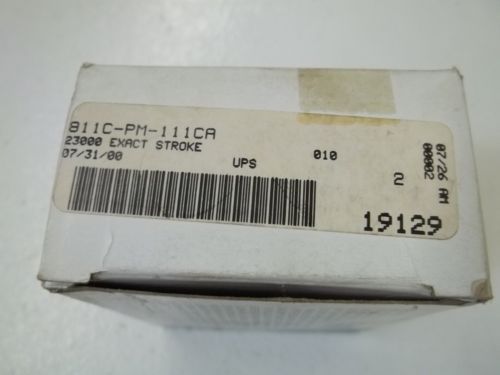 811C-PM-111CA
23000 EXACT STROKE
07/31/00
UPS
010
2
19129
07/26 AM
00002